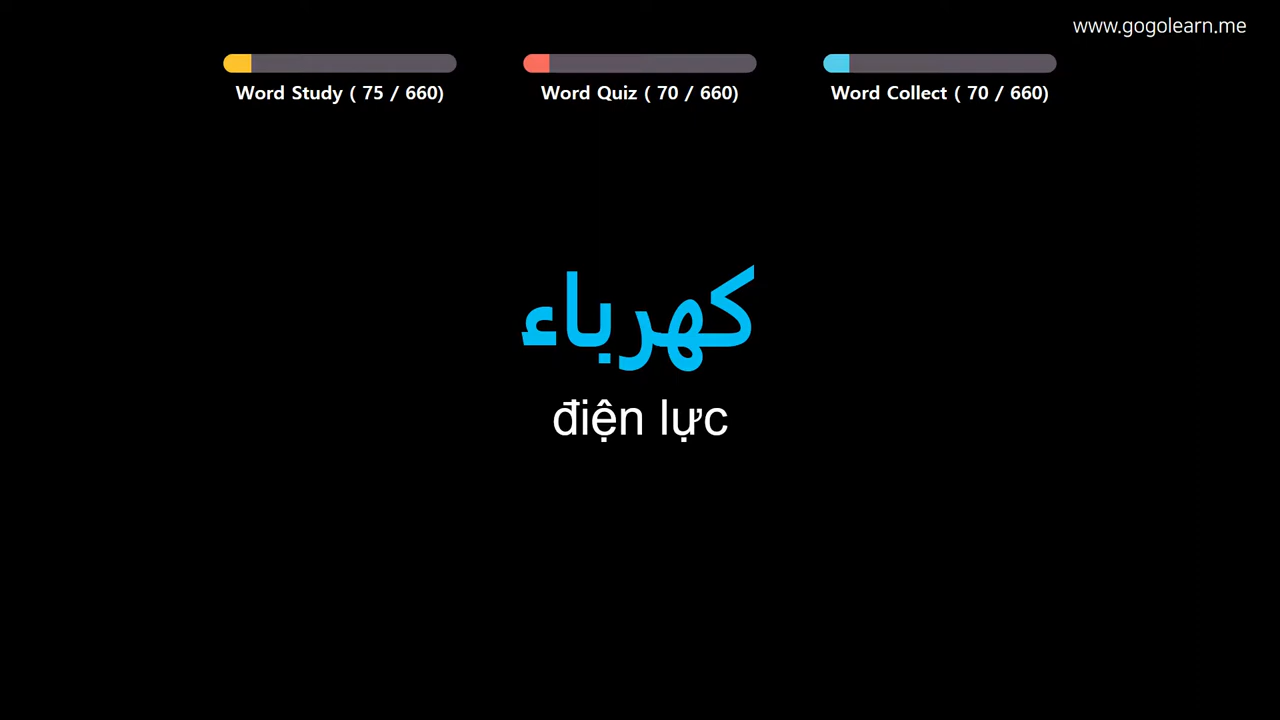 www.gogolearn.me
Word Study ( 75 / 660)
Word Quiz ( 70 / 660)
Word Collect ( 70 / 660)
كهرباء
điện lực